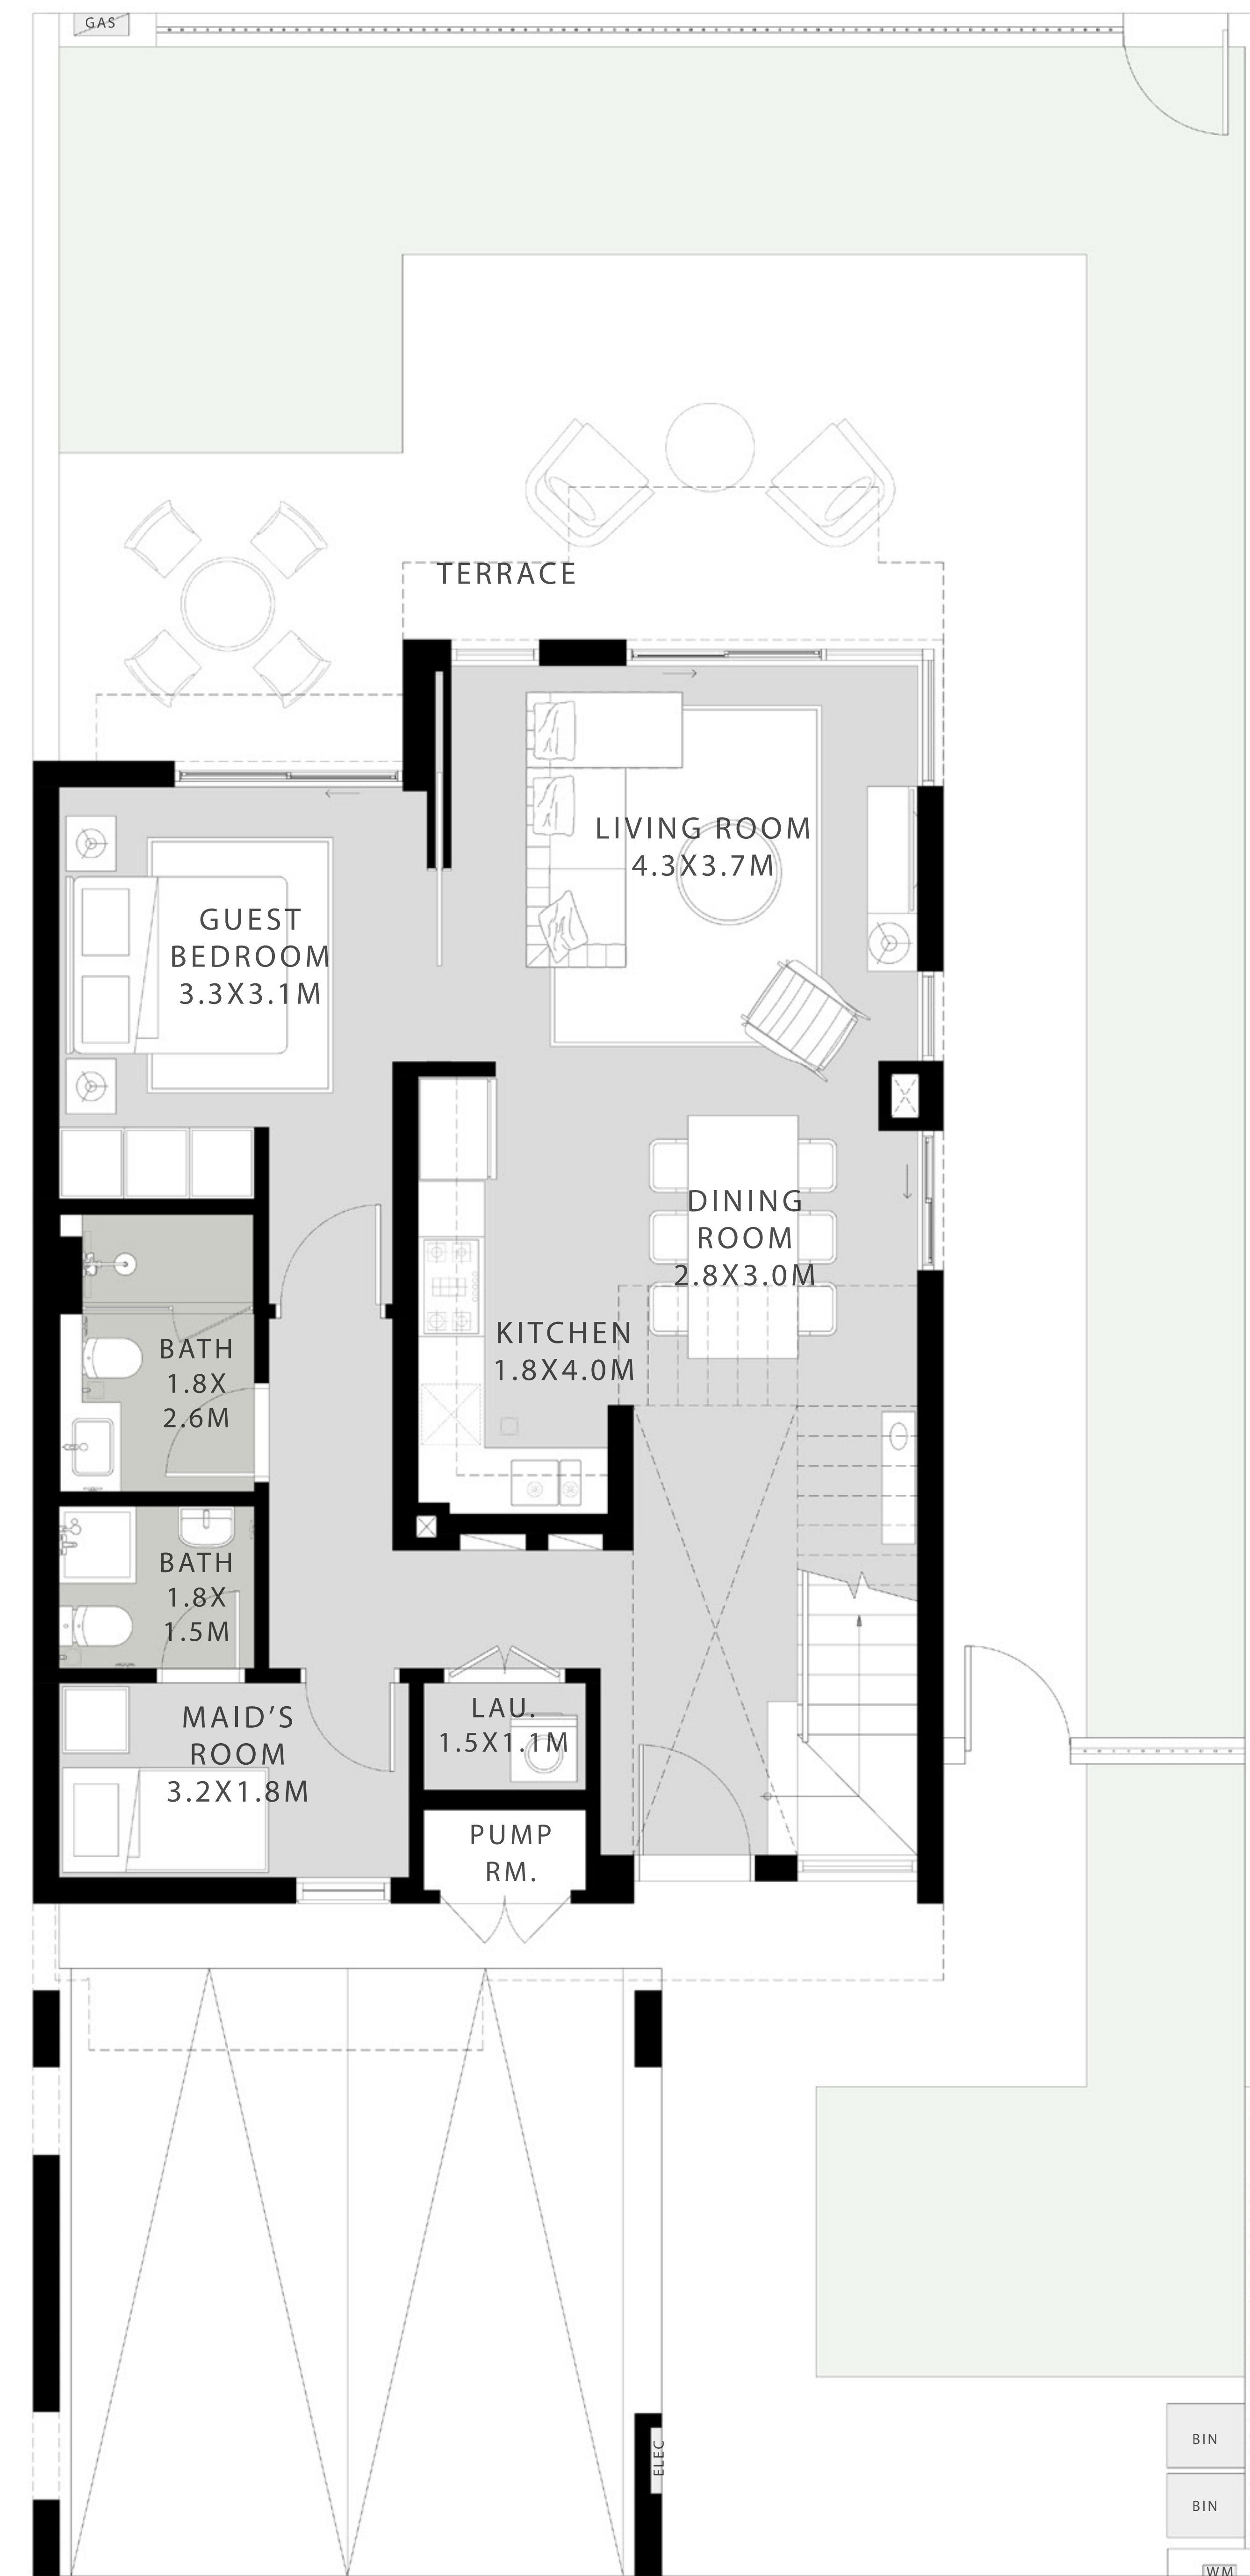 GAS
TERRACE
LIVING ROOM
4.3X3.7M
GUEST
BEDROOM
3.3X3.1M
DINING
ROOM
2.8X3.0M
KITCHEN
1.8X4.0M
BATH
1.8X
2.6M
BATH
1.8X
1.5M
MAID’S
ROOM
3.2X1.8M
LAU.
1.5X1.1M
PUMP
RM.
ELEC
BIN
BIN
WM